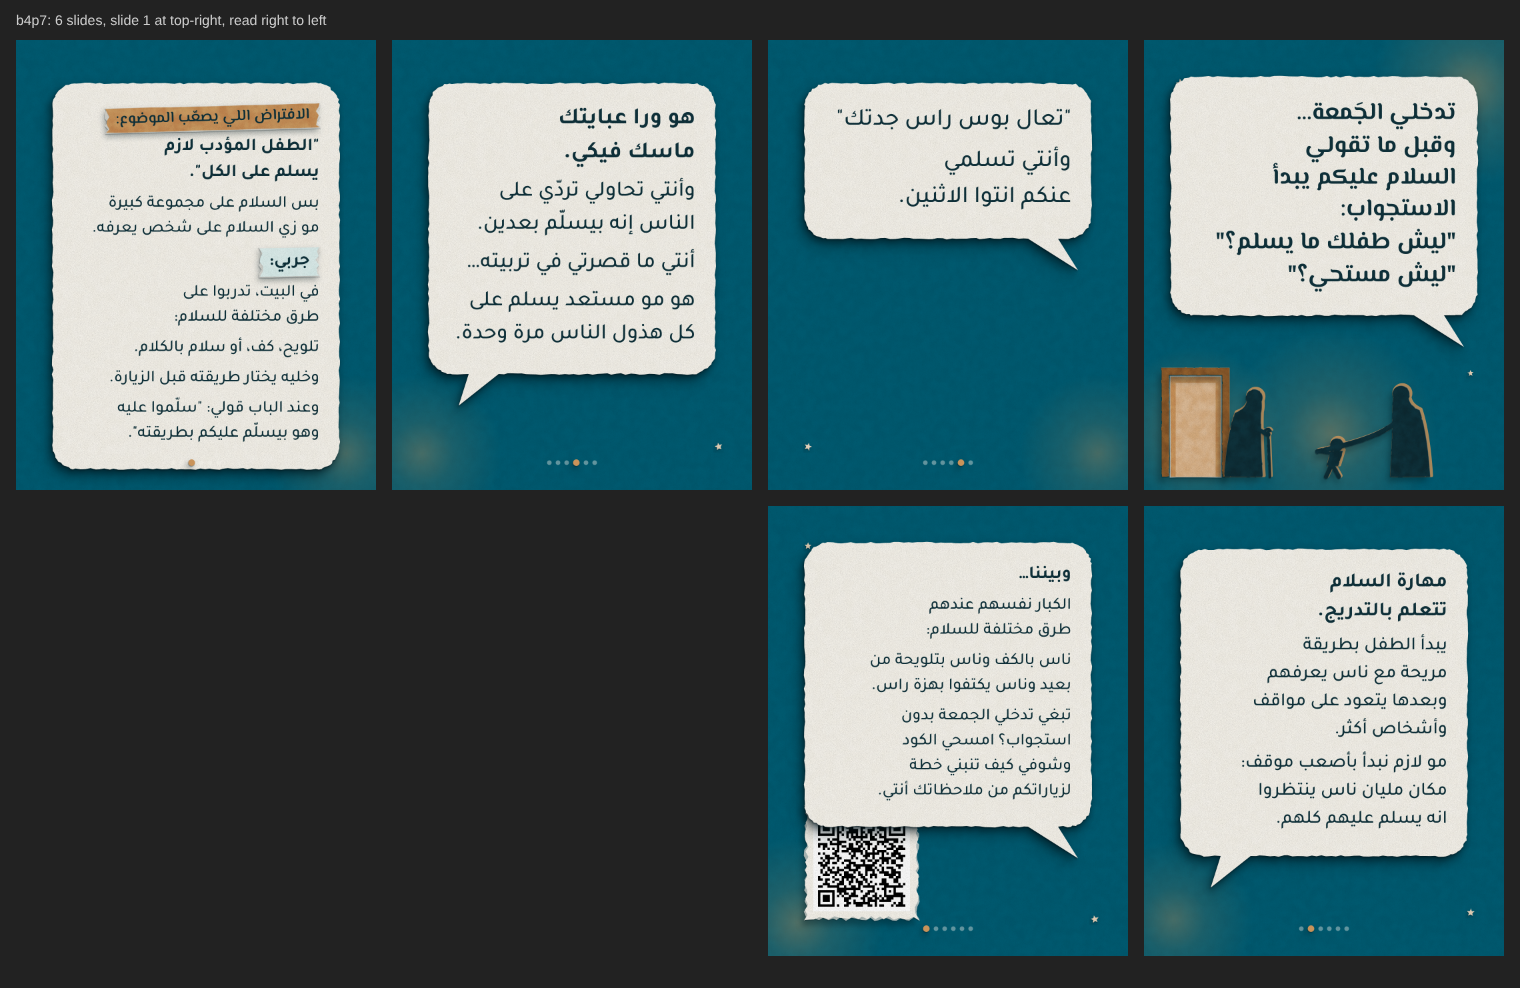 b4p7: 6 slides, slide 1 at top-right, read right to left
تدخلي الجَمعة...
وقبل ما تقولي
السلام عليكم يبدأ
الاستجواب:
"ليش طفلك ما يسلم؟"
"ليش مستحي؟"
"تعال بوس راس جدتك"
وأنتي تسلمي
عنكم انتوا الاثنين.
هو ورا عبايتك
ماسك فيكي.
وأنتي تحاولي تردّي على
الناس إنه بيسلّم بعدين.
أنتي ما قصرتي في تربيته...
هو مو مستعد يسلم على
كل هذول الناس مرة وحدة.
الافتراض اللي يصعّب الموضوع:
"الطفل المؤدب لازم
يسلم على الكل".
بس السلام على مجموعة كبيرة
مو زي السلام على شخص يعرفه.
جربي:
في البيت، تدربوا على
طرق مختلفة للسلام:
تلويح، كف، أو سلام بالكلام.
وخليه يختار طريقته قبل الزيارة.
وعند الباب قولي: "سلّموا عليه
وهو بيسلّم عليكم بطريقته".
مهارة السلام
تتعلم بالتدريج.
يبدأ الطفل بطريقة
مريحة مع ناس يعرفهم
وبعدها يتعود على مواقف
وأشخاص أكثر.
مو لازم نبدأ بأصعب موقف:
مكان مليان ناس ينتظروا
انه يسلم عليهم كلهم.
وبيننا...
الكبار نفسهم عندهم
طرق مختلفة للسلام:
ناس بالكف وناس بتلويحة من
بعيد وناس يكتفوا بهزة راس.
تبغي تدخلي الجمعة بدون
استجواب؟ امسحي الكود
وشوفي كيف تنبني خطة
لزياراتكم من ملاحظاتك أنتي.